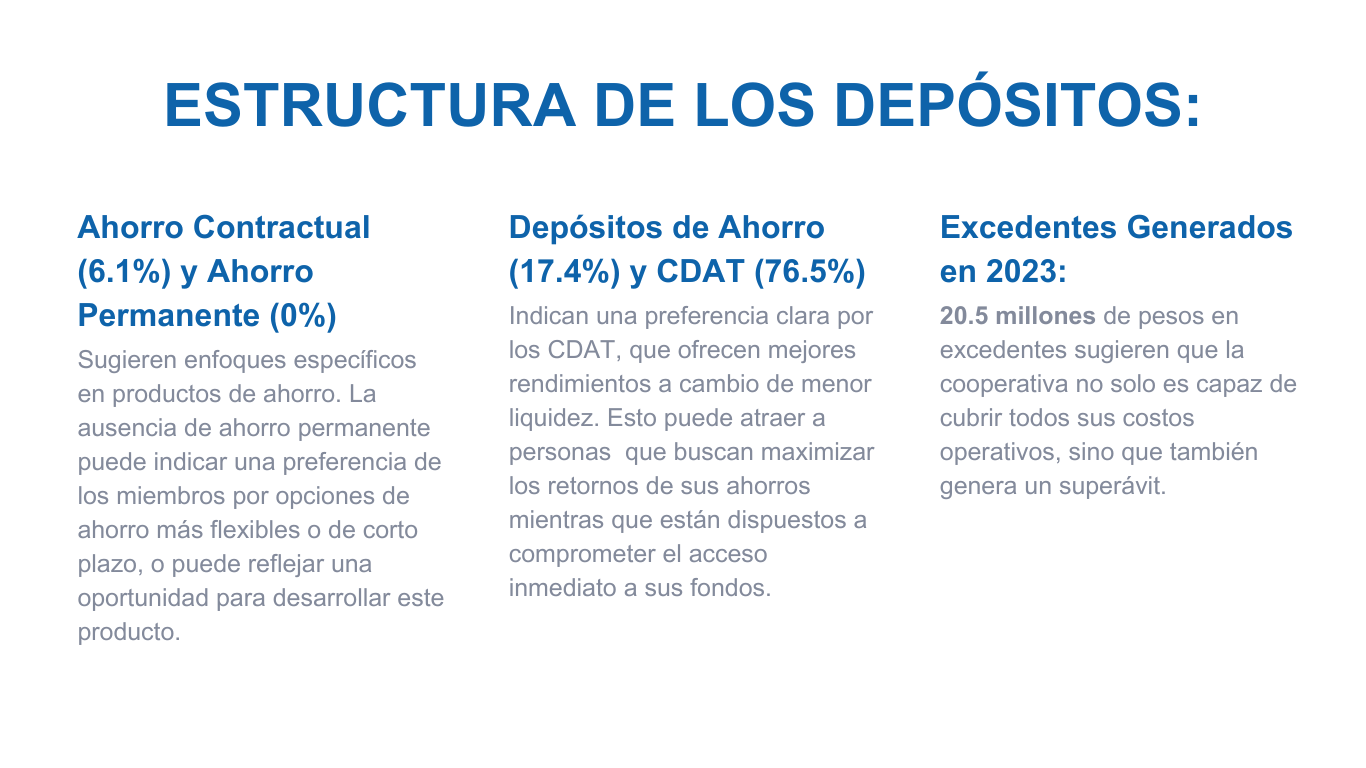 ESTRUCTURA DE LOS DEPÓSITOS:
Ahorro Contractual
(6.1%) y Ahorro
Permanente (0%)
Sugieren enfoques específicos
en productos de ahorro. La
ausencia de ahorro permanente
puede indicar una preferencia de
los miembros por opciones de
ahorro más flexibles o de corto
plazo, o puede reflejar una
oportunidad para desarrollar este
producto.
Depósitos de Ahorro
(17.4%) y CDAT (76.5%)
Indican una preferencia clara por
los CDAT, que ofrecen mejores
rendimientos a cambio de menor
liquidez. Esto puede atraer a
personas  que buscan maximizar
los retornos de sus ahorros
mientras que están dispuestos a
comprometer el acceso
inmediato a sus fondos.
Excedentes Generados
en 2023:
20.5 millones de pesos en
excedentes sugieren que la
cooperativa no solo es capaz de
cubrir todos sus costos
operativos, sino que también
genera un superávit.